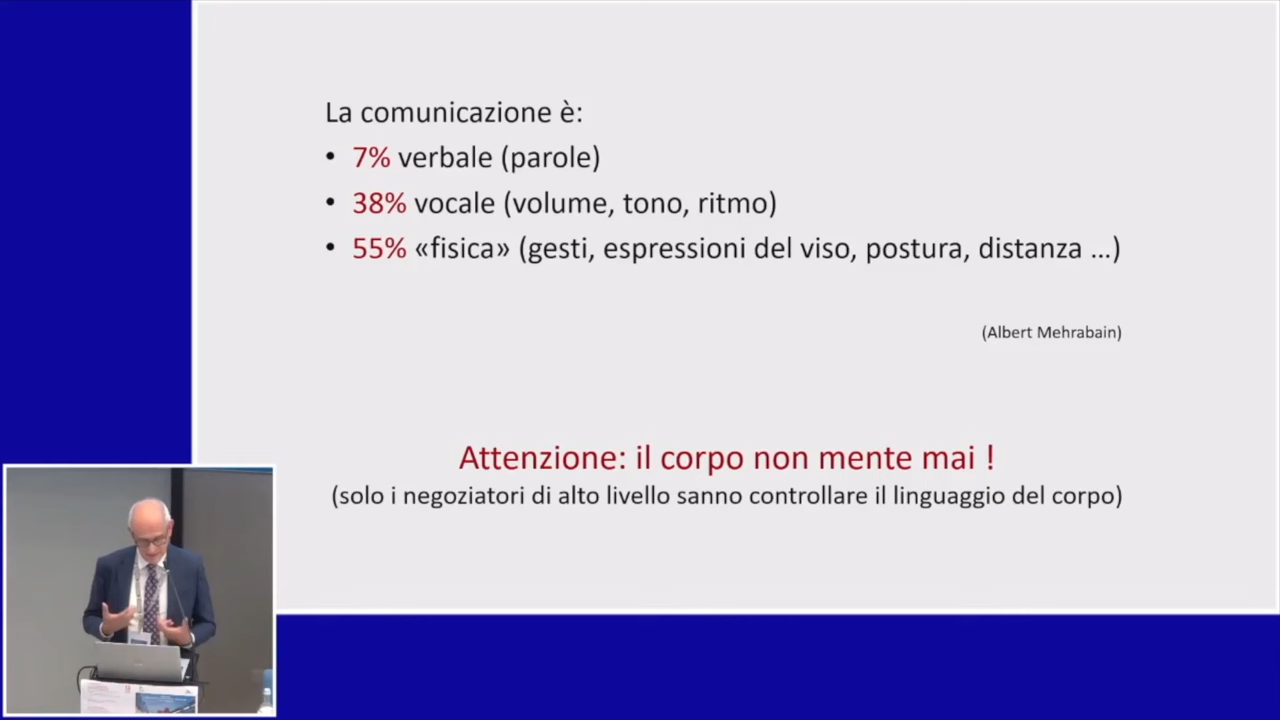 La comunicazione è:
• 7% verbale (parole)
• 38% vocale (volume, tono, ritmo)
• 55% «fisica» (gesti, espressioni del viso, postura, distanza ...)
(Albert Mehrabain)
Attenzione: il corpo non mente mai !
(solo i negoziatori di alto livello sanno controllare il linguaggio del corpo)